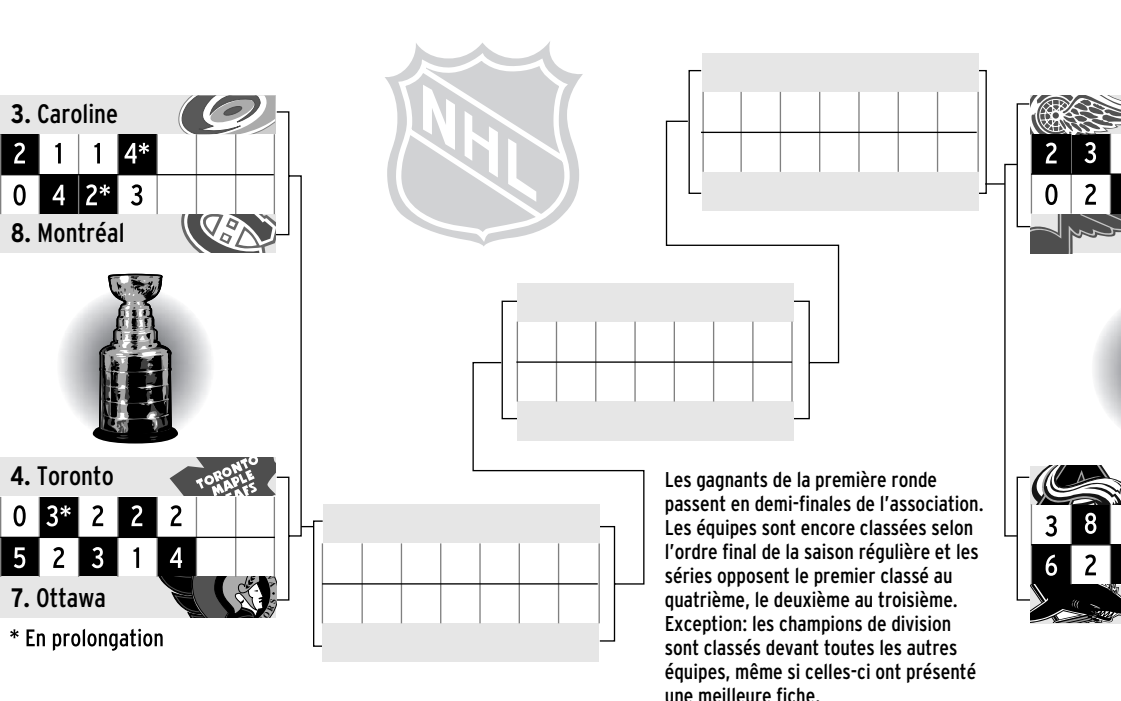 3. Caroline
2 1 1 4*
0 4 2* 3
8. Montréal
NHL
4. Toronto
TORONTO
MAPLE
0 3* 2 2 2
5 2 3 1 4
7. Ottawa
* En prolongation
2 3
0 2
3 8
6 2
Les gagnants de la première ronde
passent en demi-finales de l'association.
Les équipes sont encore classées selon
l'ordre final de la saison régulière et les
séries opposent le premier classé au
quatrième, le deuxième au troisième.
Exception: les champions de division
sont classés devant toutes les autres
équipes, même si celles-ci ont présenté
une meilleure fiche.